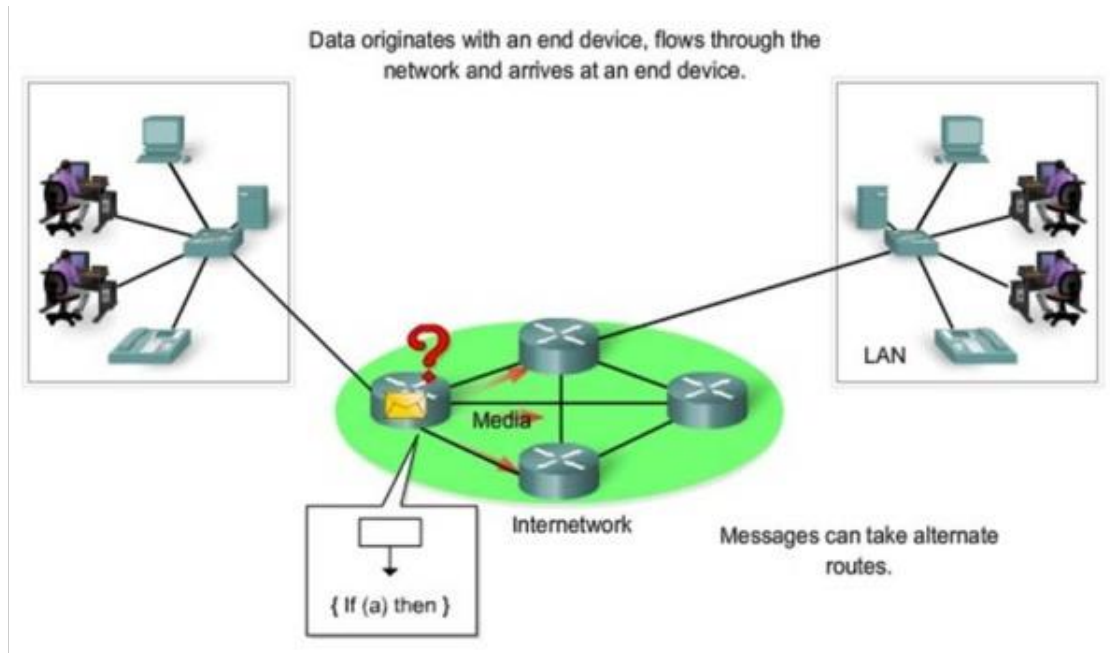 Data originates with an end device, flows through the
network and arrives at an end device.
LAN
Media
Internetwork
Messages can take alternate
routes.
{ If (a) then }